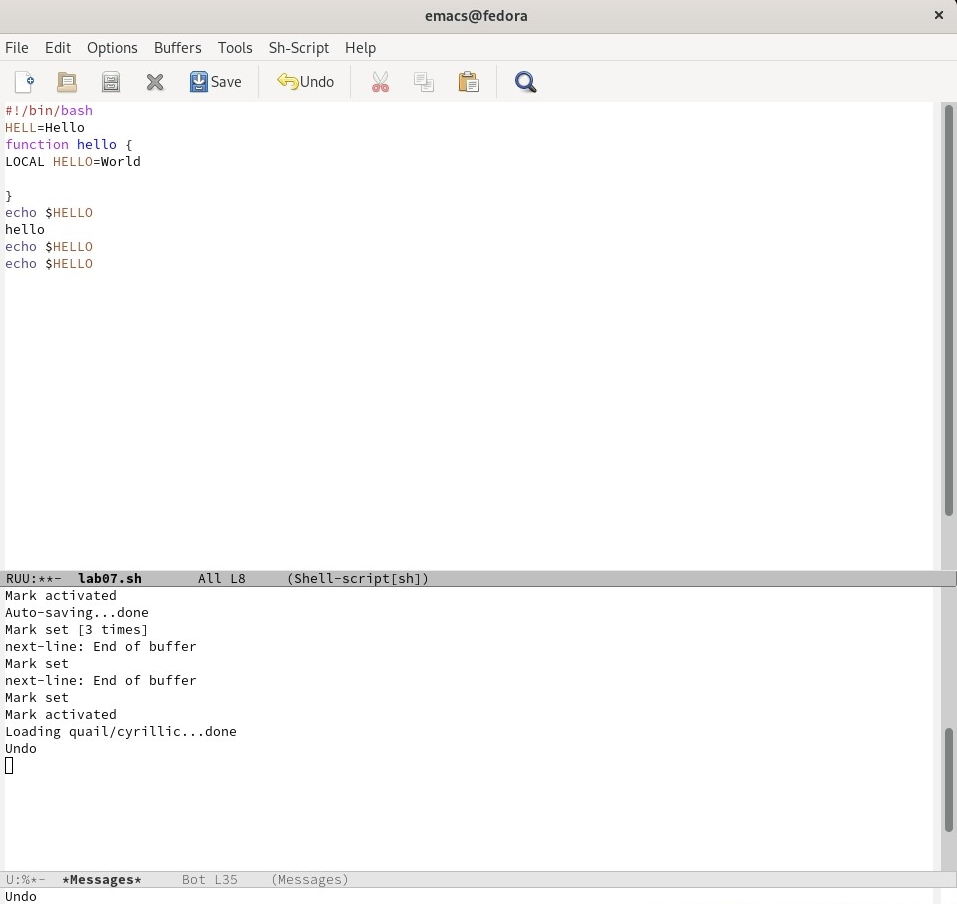 emacs@fedora ×
File Edit Options Buffers Tools Sh-Script Help
Save Undo
#!/bin/bash
HELL=Hello
function hello {
LOCAL HELLO=World
}
echo $HELLO
hello
echo $HELLO
echo $HELLO
RUU:**- lab07.sh All L8 (Shell-script[sh])
Mark activated
Auto-saving...done
Mark set [3 times]
next-line: End of buffer
Mark set
next-line: End of buffer
Mark set
Mark activated
Loading quail/cyrillic...done
Undo
U:%*- *Messages* Bot L35 (Messages)
Undo